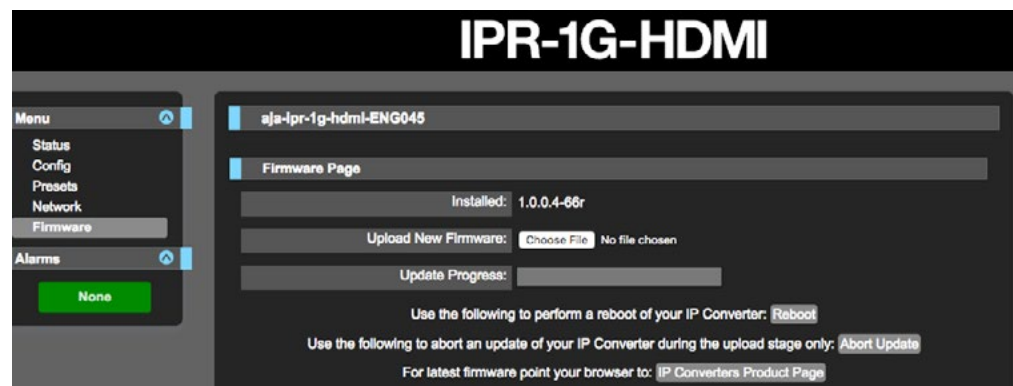 IPR-1G-HDMI
Menu
Status
Config
Presets
Network
Firmware
Alarms
None
aja-ipr-1g-hdmi-ENG045
Firmware Page
Installed: 1.0.0.4-66r
Upload New Firmware: Choose File No file chosen
Update Progress:
Use the following to perform a reboot of your IP Converter: Reboot
Use the following to abort an update of your IP Converter during the upload stage only: Abort Update
For latest firmware point your browser to: IP Converters Product Page